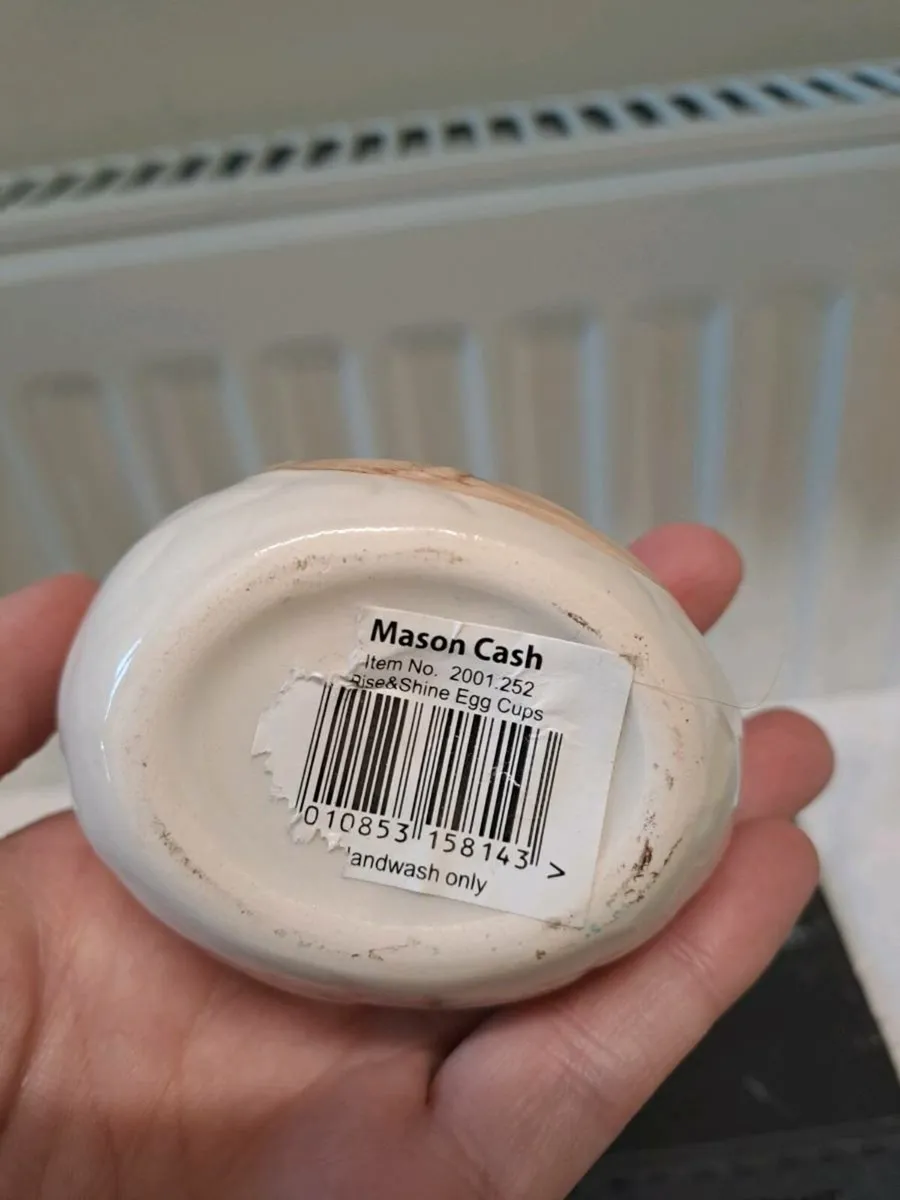 Mason Cash
Item No. 2001.252
Rise&Shine Egg Cups
010853 158143 >
andwash only